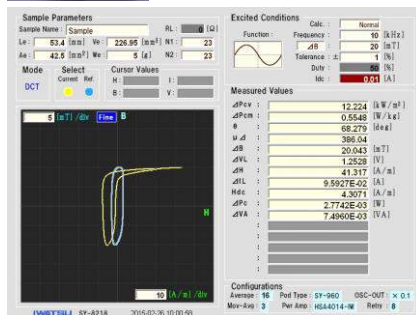 Sample Parameters
Sample Name : Sample RL : 0 [Ω]
Le : 53.4 [mm] Ve : 226.95 [mm³] N1 : 23
Ae : 42.5 [mm²] We : 5 [g] N2 : 23
Mode Select Cursor Values
DCT Current Ref. H : I :
B : V :
5 [mT] /div Fine B
H
10 [A/m] /div
IWATSU SY-8216 2015-02-26 10:00:58
Excited Conditions
Calc. : Normal
Function : Frequency : 10 [kHz]
⊿B : 20 [mT]
Tolerance : ± 1 [%]
Duty : 50 [%]
Idc : 0.01 [A]
Measured Values
⊿Pcv : 12.224 [kW/m³]
⊿Pcm : 0.5548 [W/kg]
θ : 68.279 [deg]
μ⊿ : 386.04
⊿B : 20.043 [mT]
⊿VL : 1.2528 [V]
⊿H : 41.317 [A/m]
⊿IL : 9.5927E-02 [A]
Hdc : 4.3071 [A/m]
⊿Pc : 2.7742E-03 [W]
⊿VA : 7.4960E-03 [VA]
:
:
:
:
Configurations
Average : 16 Pod Type : SY-960 OSC-OUT : × 0.1
Mov-Avg : 3 Pwr Amp : HSA4014-IW Retry : 8